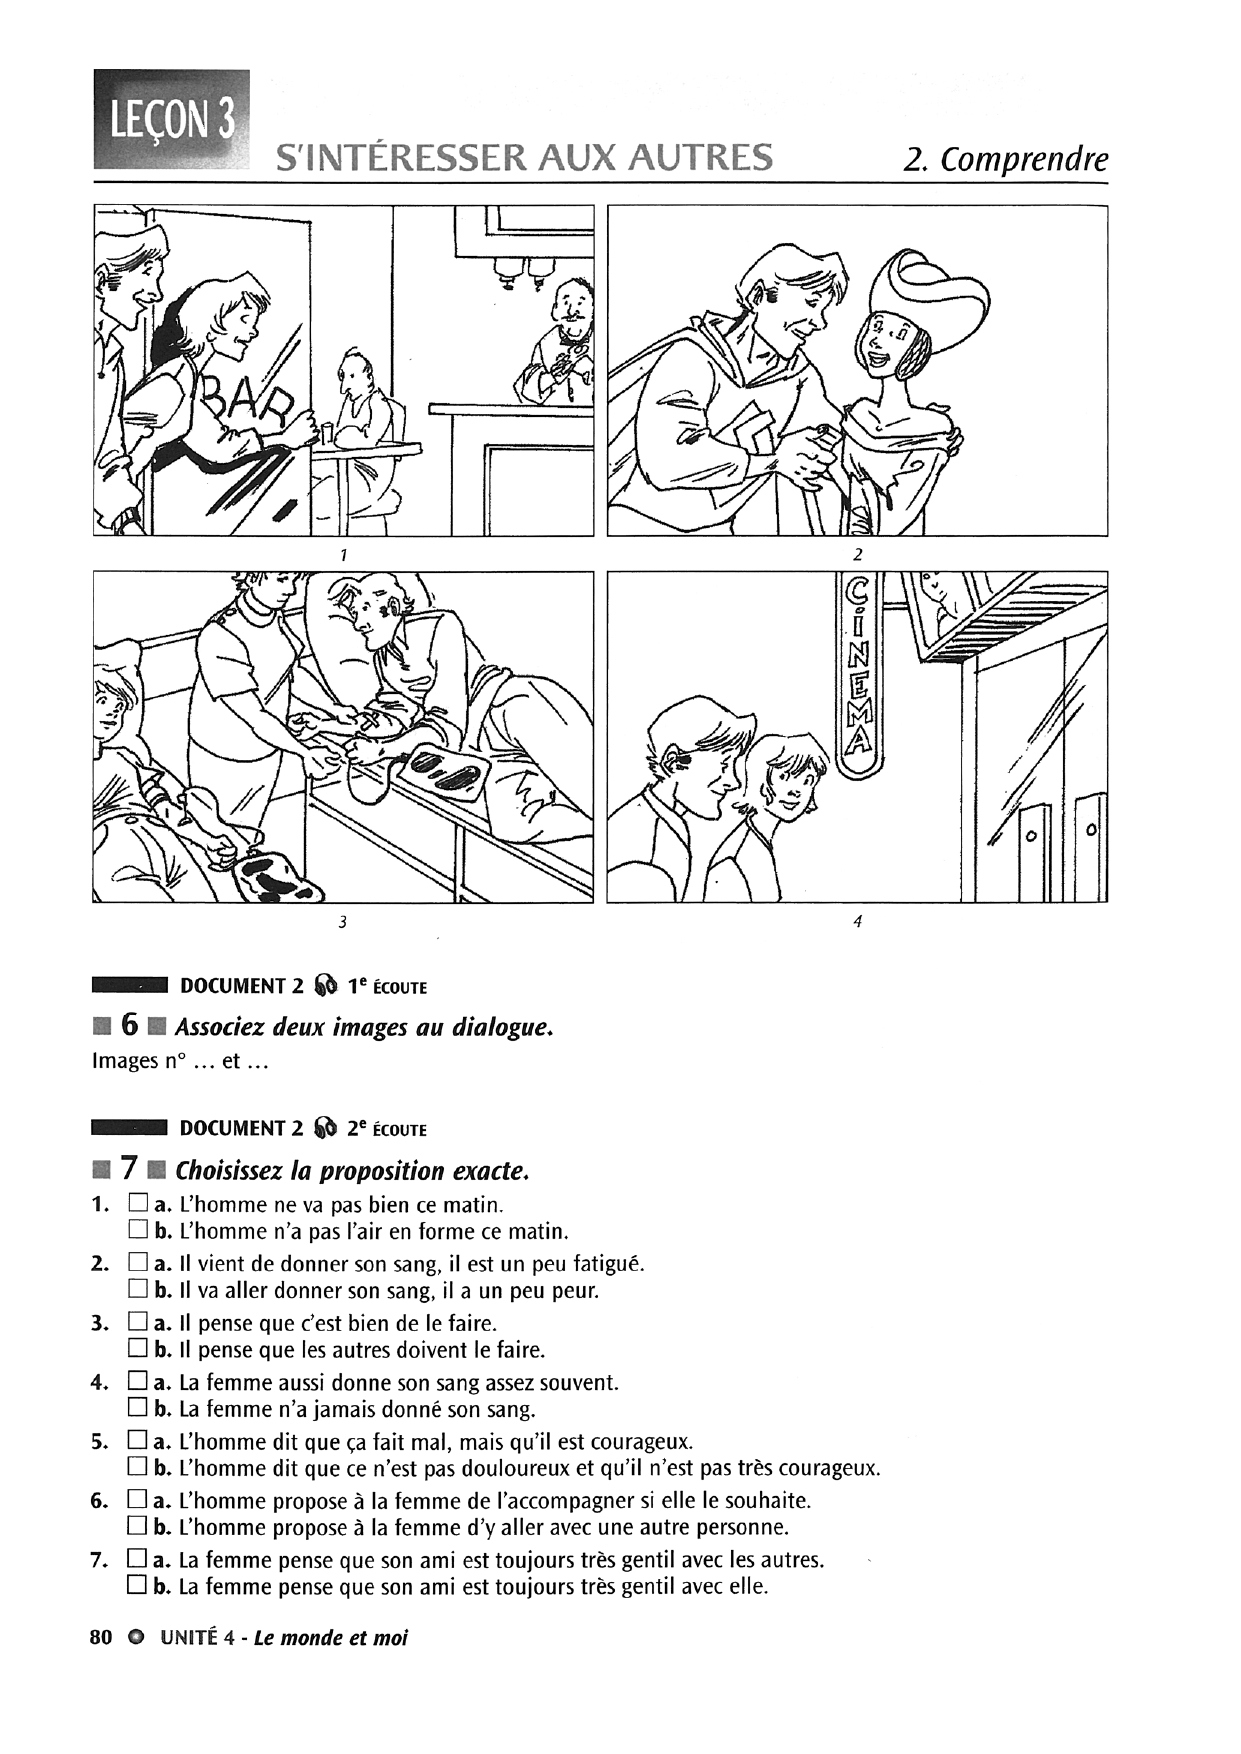 LEÇON 3
S'INTÉRESSER AUX AUTRES
2. Comprendre
BAR
1
2
CiNEMA
3
4
DOCUMENT 2 1e ÉCOUTE
6 Associez deux images au dialogue.
Images n° ... et ...
DOCUMENT 2 2e ÉCOUTE
7 Choisissez la proposition exacte.
1. a. L'homme ne va pas bien ce matin.
b. L'homme n'a pas l'air en forme ce matin.
2. a. Il vient de donner son sang, il est un peu fatigué.
b. Il va aller donner son sang, il a un peu peur.
3. a. Il pense que c'est bien de le faire.
b. Il pense que les autres doivent le faire.
4. a. La femme aussi donne son sang assez souvent.
b. La femme n'a jamais donné son sang.
5. a. L'homme dit que ça fait mal, mais qu'il est courageux.
b. L'homme dit que ce n'est pas douloureux et qu'il n'est pas très courageux.
6. a. L'homme propose à la femme de l'accompagner si elle le souhaite.
b. L'homme propose à la femme d'y aller avec une autre personne.
7. a. La femme pense que son ami est toujours très gentil avec les autres.
b. La femme pense que son ami est toujours très gentil avec elle.
80 UNITÉ 4 - Le monde et moi